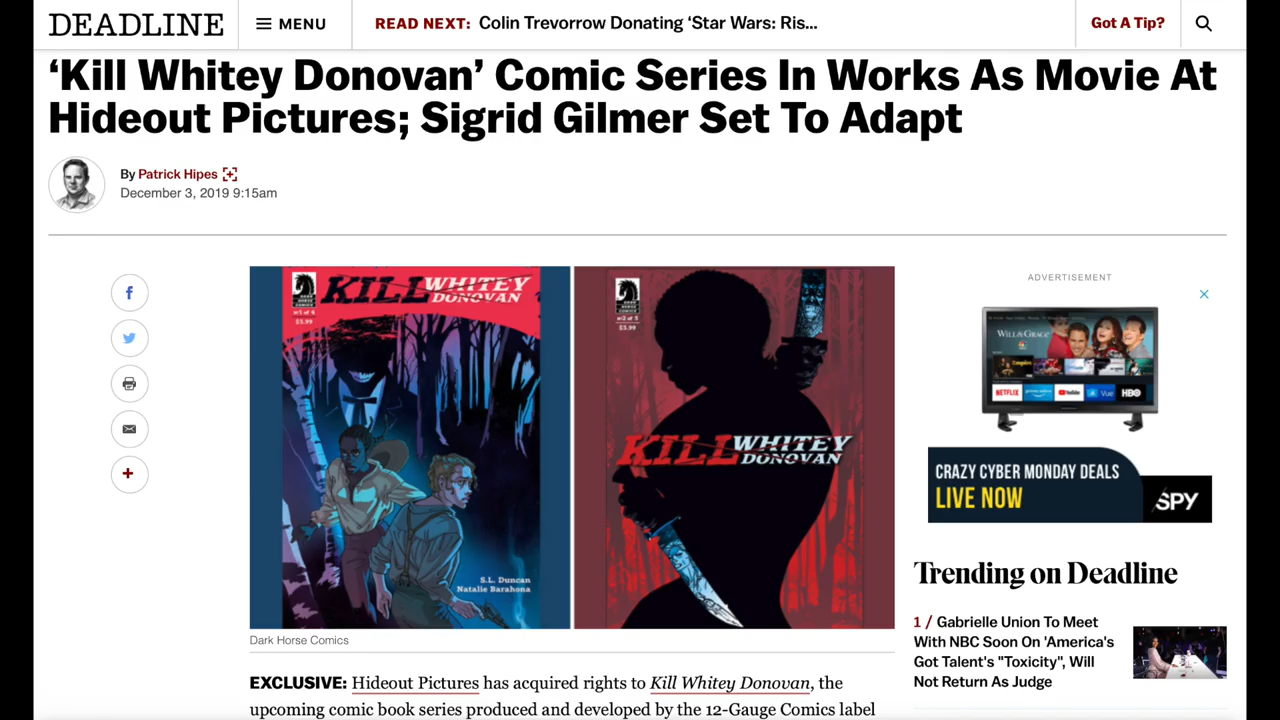 DEADLINE
MENU
READ NEXT: Colin Trevorrow Donating ‘Star Wars: Ris...
Got A Tip?
‘Kill Whitey Donovan’ Comic Series In Works As Movie At
Hideout Pictures; Sigrid Gilmer Set To Adapt
By Patrick Hipes
December 3, 2019 9:15am
KILL WHITEY
DONOVAN
Nº1 of 4
$3.99
S.L. Duncan
Natalie Barahona
$3.99
KILL WHITEY
DONOVAN
Dark Horse Comics
EXCLUSIVE: Hideout Pictures has acquired rights to Kill Whitey Donovan, the
upcoming comic book series produced and developed by the 12-Gauge Comics label
ADVERTISEMENT
WILL & GRACE
NETFLIX
YouTube
Vue
HBO
CRAZY CYBER MONDAY DEALS
LIVE NOW
SPY
Trending on Deadline
1 / Gabrielle Union To Meet
With NBC Soon On 'America's
Got Talent's "Toxicity", Will
Not Return As Judge